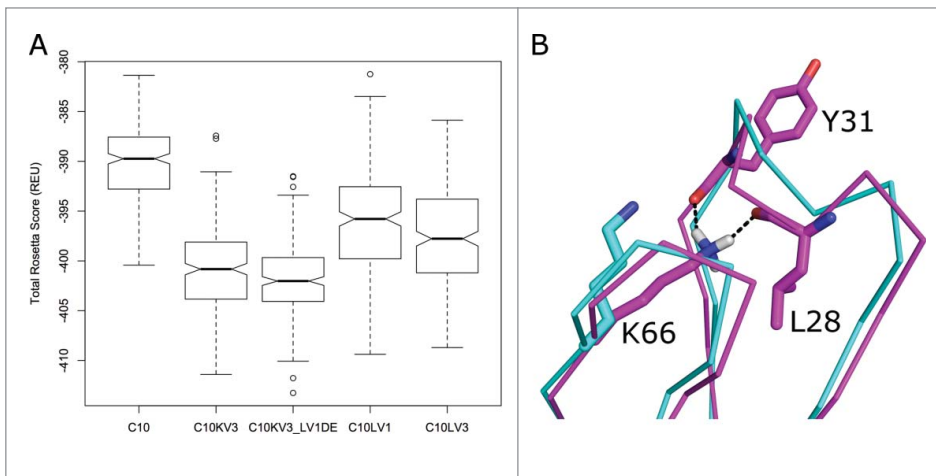 A
Total Rosetta Score (REU)
-380
-385
-390
-395
-400
-405
-410
C10
C10KV3
C10KV3_LV1DE
C10LV1
C10LV3
B
Y31
K66
L28